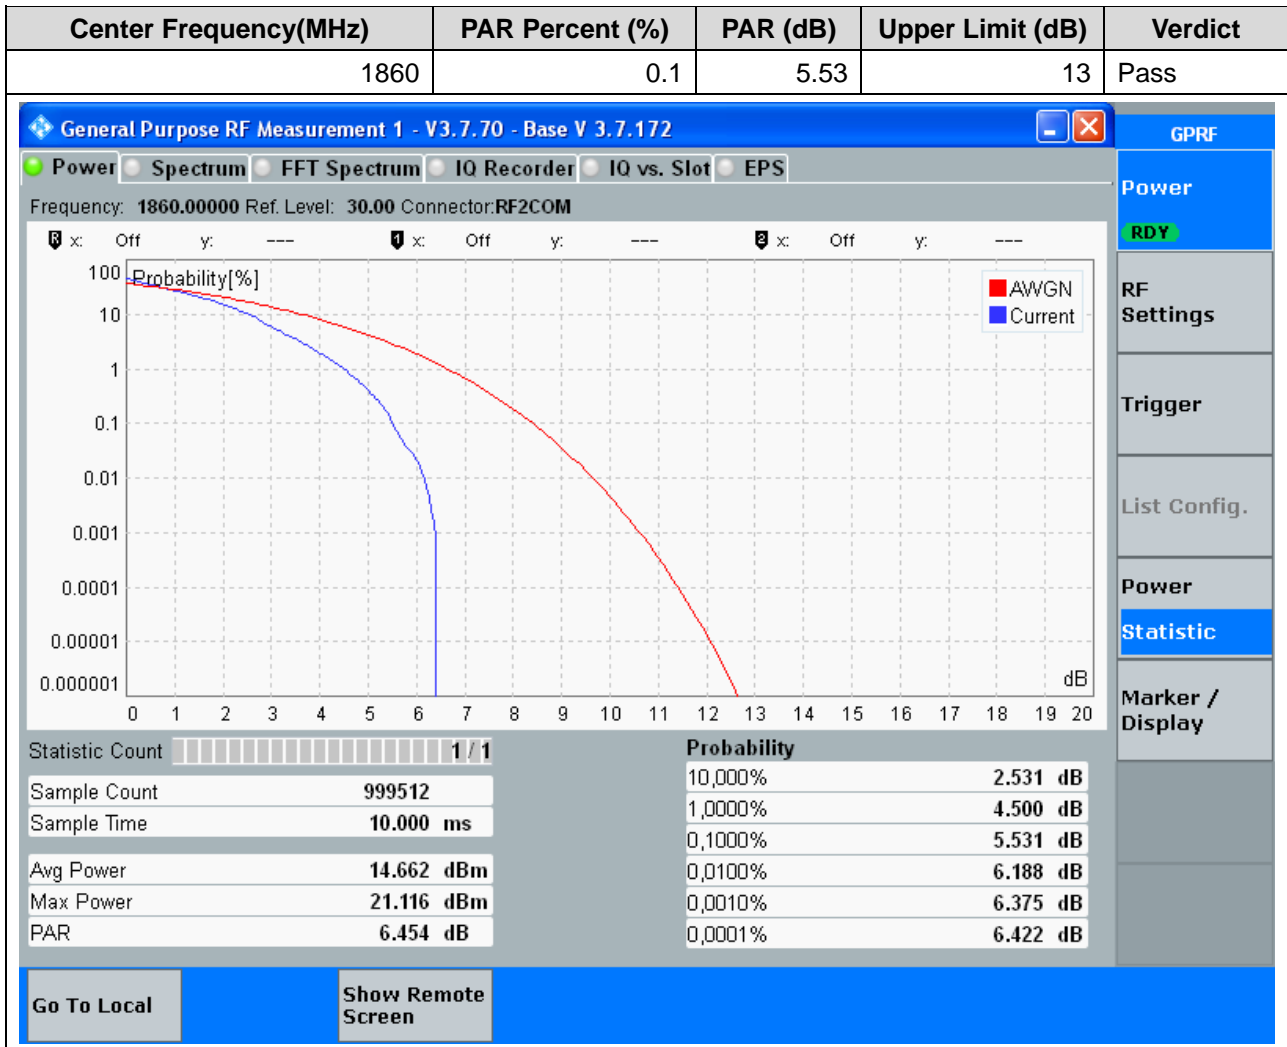 Center Frequency(MHz) PAR Percent (%) PAR (dB) Upper Limit (dB) Verdict
1860 0.1 5.53 13 Pass
General Purpose RF Measurement 1 - V3.7.70 - Base V 3.7.172
GPRF
Power Spectrum FFT Spectrum IQ Recorder IQ vs. Slot EPS
Power
RDY
Frequency: 1860.00000 Ref. Level: 30.00 Connector:RF2COM
R x: Off y: --- 1 x: Off y: --- 2 x: Off y: ---
Probability[%]
AWGN
Current
100
10
1
0.1
0.01
0.001
0.0001
0.00001
0.000001
dB
0 1 2 3 4 5 6 7 8 9 10 11 12 13 14 15 16 17 18 19 20
RF
Settings
Trigger
List Config.
Power
Statistic
Marker /
Display
Statistic Count 1 / 1
Sample Count 999512
Sample Time 10.000 ms
Avg Power 14.662 dBm
Max Power 21.116 dBm
PAR 6.454 dB
Probability
10,000% 2.531 dB
1,0000% 4.500 dB
0,1000% 5.531 dB
0,0100% 6.188 dB
0,0010% 6.375 dB
0,0001% 6.422 dB
Go To Local
Show Remote
Screen